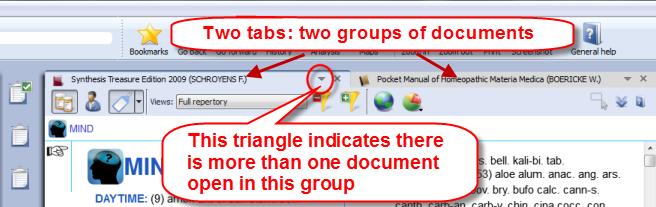 Two tabs: two groups of documents
Bookmarks Go back Go forward History Analysis Maps Zoom in Zoom out Print Screenshot General help
Synthesis Treasure Edition 2009 (SCHROYENS F.)
Pocket Manual of Homeopathic Materia Medica (BOERICKE W.)
Views: Full repertory
MIND
MIND
This triangle indicates there
is more than one document
open in this group
DAYTIME: (9)
s. bell. kali-bi. tab.
53) aloe alum. anac. ang. ars.
ov. bry. bufo calc. cann-s.
canth. carb-an. carb-v. chin. cina cocc. con.